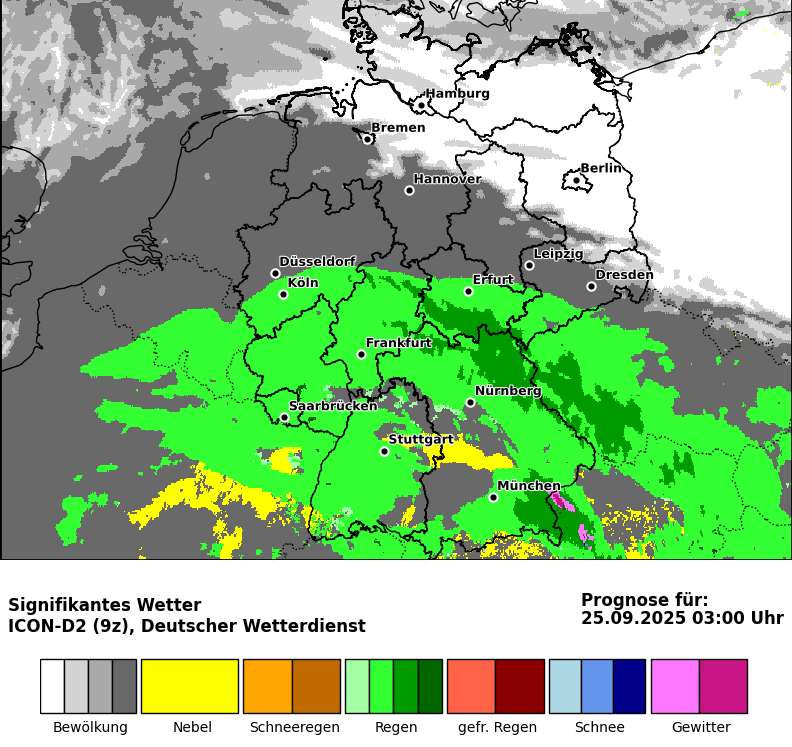 Hamburg
Bremen
Berlin
Hannover
Düsseldorf
Leipzig
Köln
Erfurt
Dresden
Frankfurt
Nürnberg
Saarbrücken
Stuttgart
München
Signifikantes Wetter
ICON-D2 (9z), Deutscher Wetterdienst
Prognose für:
25.09.2025 03:00 Uhr
Bewölkung Nebel Schneeregen Regen gefr. Regen Schnee Gewitter